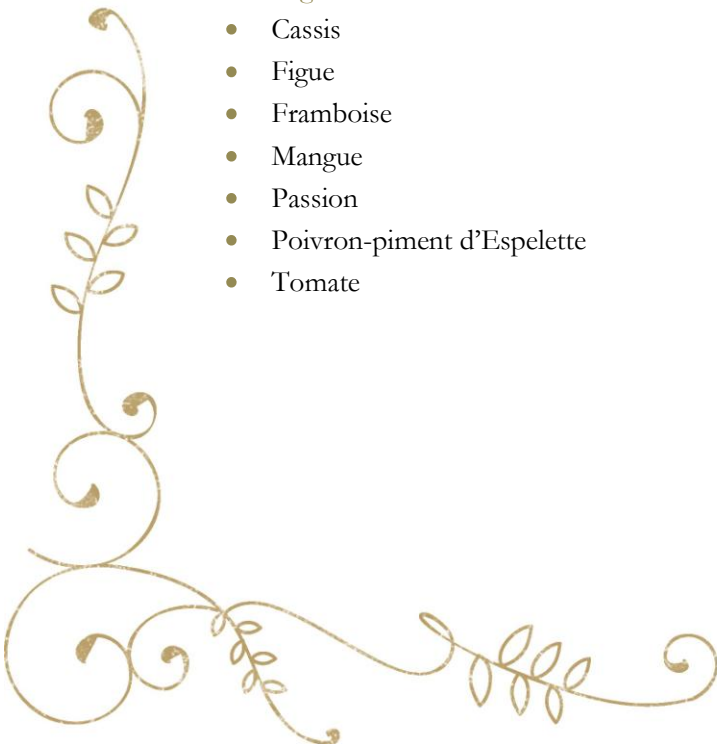 • Cassis
• Figue
• Framboise
• Mangue
• Passion
• Poivron-piment d’Espelette
• Tomate